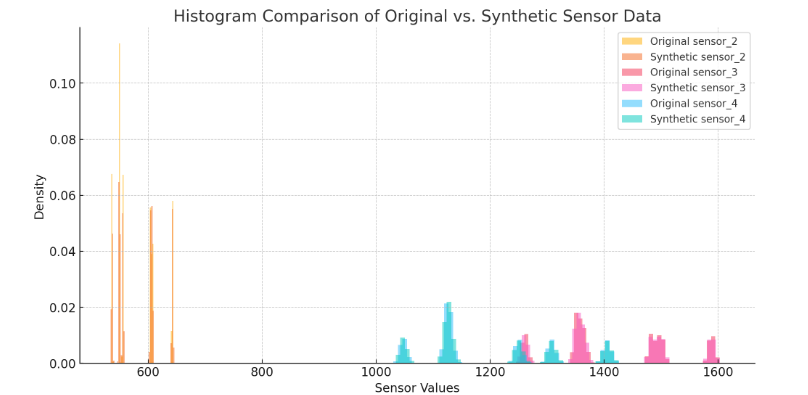 Histogram Comparison of Original vs. Synthetic Sensor Data
Original sensor_2
Synthetic sensor_2
Original sensor_3
Synthetic sensor_3
Original sensor_4
Synthetic sensor_4
Density
0.10
0.08
0.06
0.04
0.02
0.00
600
800
1000
1200
1400
1600
Sensor Values